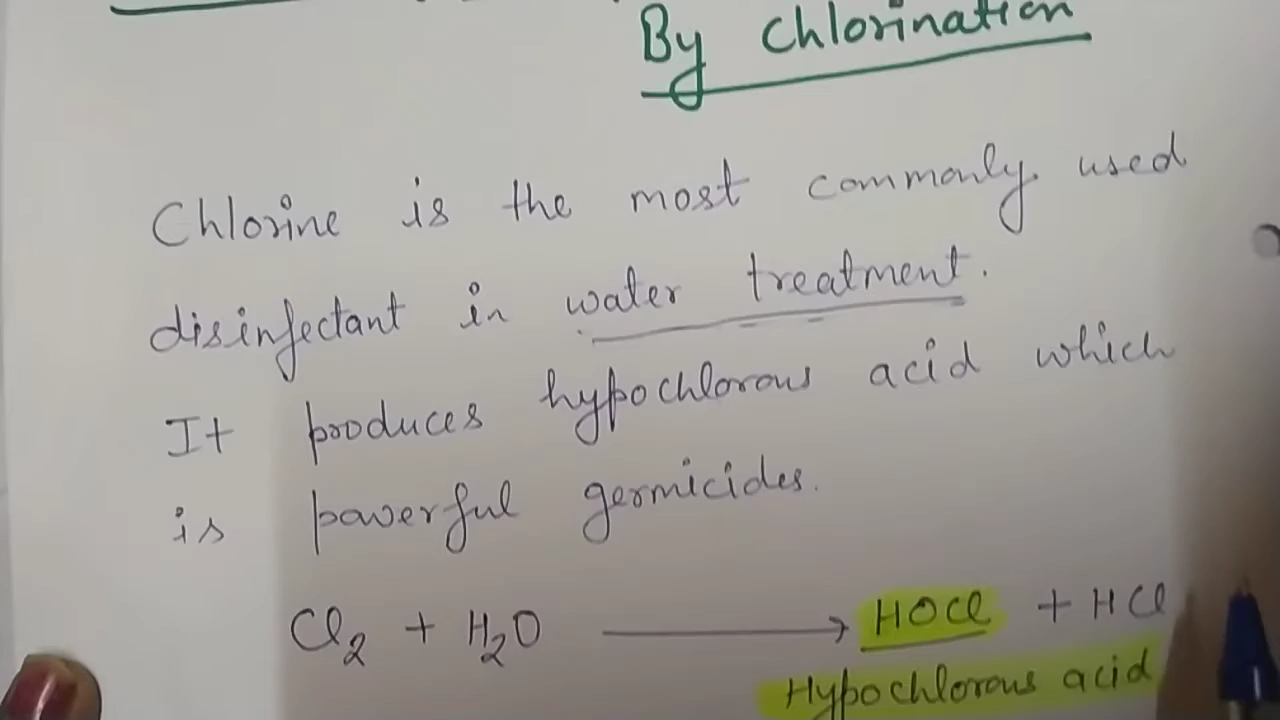 By Chlorination
Chlorine is the most commonly used
disinfectant in water treatment.
It produces hypochlorous acid which
is powerful germicides.
Cl₂ + H₂O ⟶ HOCl + HCl
Hypochlorous acid